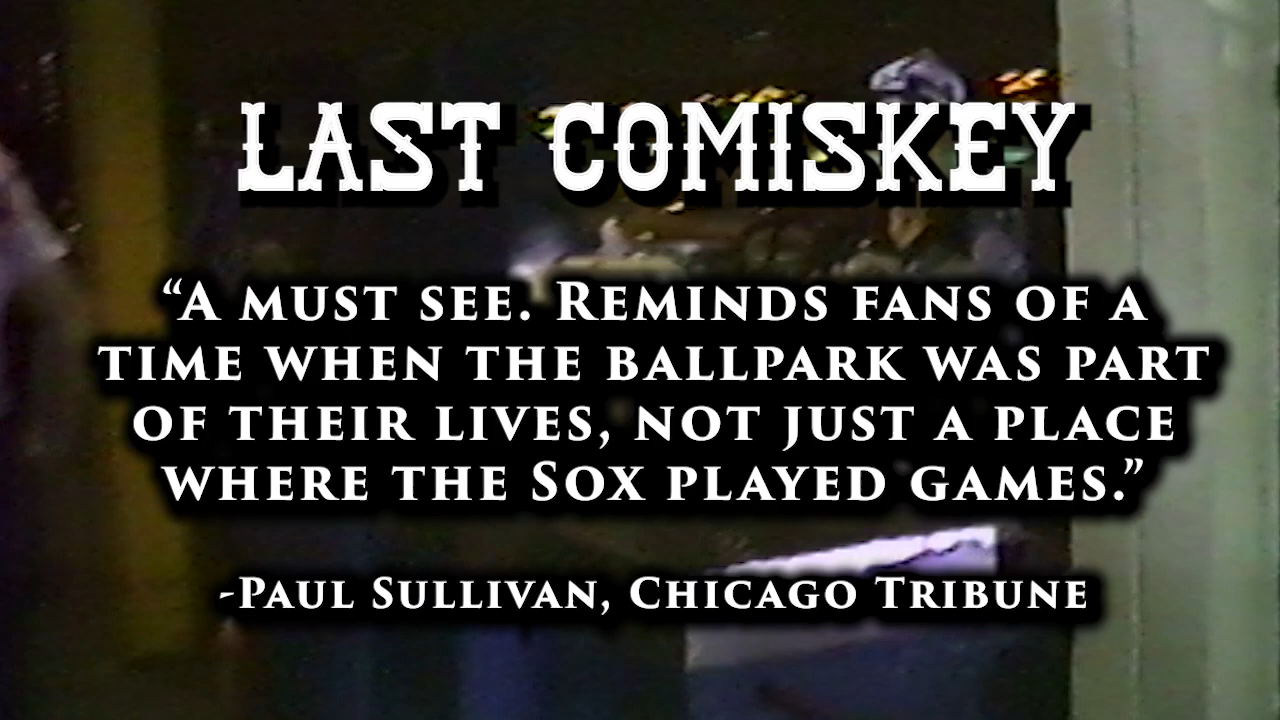 LAST COMISKEY
“A MUST SEE. REMINDS FANS OF A
TIME WHEN THE BALLPARK WAS PART
OF THEIR LIVES, NOT JUST A PLACE
WHERE THE SOX PLAYED GAMES.”
-PAUL SULLIVAN, CHICAGO TRIBUNE